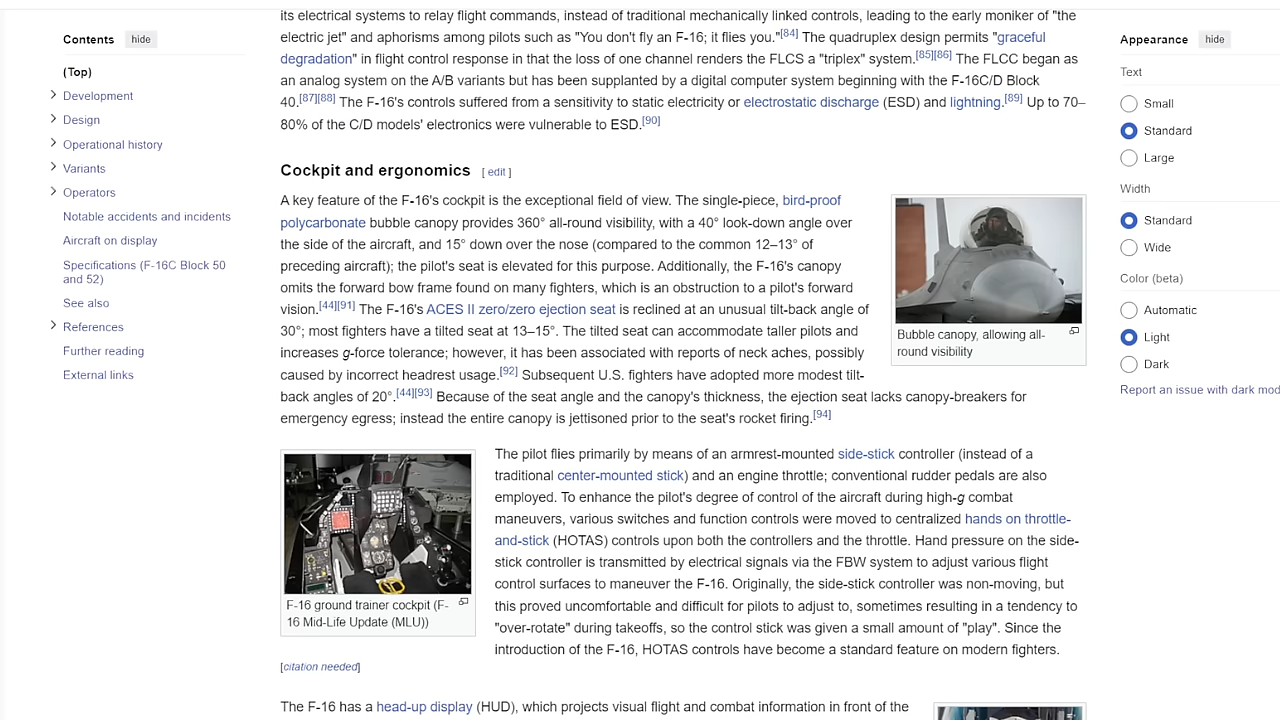 Contents hide
(Top)
Development
Design
Operational history
Variants
Operators
Notable accidents and incidents
Aircraft on display
Specifications (F-16C Block 50
and 52)
See also
References
Further reading
External links
its electrical systems to relay flight commands, instead of traditional mechanically linked controls, leading to the early moniker of "the
electric jet" and aphorisms among pilots such as "You don't fly an F-16; it flies you."[84] The quadruplex design permits "graceful
degradation" in flight control response in that the loss of one channel renders the FLCS a "triplex" system.[85][86] The FLCC began as
an analog system on the A/B variants but has been supplanted by a digital computer system beginning with the F-16C/D Block
40.[87][88] The F-16's controls suffered from a sensitivity to static electricity or electrostatic discharge (ESD) and lightning.[89] Up to 70–
80% of the C/D models' electronics were vulnerable to ESD.[90]
Cockpit and ergonomics [ edit ]
A key feature of the F-16's cockpit is the exceptional field of view. The single-piece, bird-proof
polycarbonate bubble canopy provides 360° all-round visibility, with a 40° look-down angle over
the side of the aircraft, and 15° down over the nose (compared to the common 12–13° of
preceding aircraft); the pilot's seat is elevated for this purpose. Additionally, the F-16's canopy
omits the forward bow frame found on many fighters, which is an obstruction to a pilot's forward
vision.[44][91] The F-16's ACES II zero/zero ejection seat is reclined at an unusual tilt-back angle of
30°; most fighters have a tilted seat at 13–15°. The tilted seat can accommodate taller pilots and
increases g-force tolerance; however, it has been associated with reports of neck aches, possibly
caused by incorrect headrest usage.[92] Subsequent U.S. fighters have adopted more modest tilt-
back angles of 20°.[44][93] Because of the seat angle and the canopy's thickness, the ejection seat lacks canopy-breakers for
emergency egress; instead the entire canopy is jettisoned prior to the seat's rocket firing.[94]
Bubble canopy, allowing all-
round visibility
F-16 ground trainer cockpit (F-
16 Mid-Life Update (MLU))
The pilot flies primarily by means of an armrest-mounted side-stick controller (instead of a
traditional center-mounted stick) and an engine throttle; conventional rudder pedals are also
employed. To enhance the pilot's degree of control of the aircraft during high-g combat
maneuvers, various switches and function controls were moved to centralized hands on throttle-
and-stick (HOTAS) controls upon both the controllers and the throttle. Hand pressure on the side-
stick controller is transmitted by electrical signals via the FBW system to adjust various flight
control surfaces to maneuver the F-16. Originally, the side-stick controller was non-moving, but
this proved uncomfortable and difficult for pilots to adjust to, sometimes resulting in a tendency to
"over-rotate" during takeoffs, so the control stick was given a small amount of "play". Since the
introduction of the F-16, HOTAS controls have become a standard feature on modern fighters.
[citation needed]
The F-16 has a head-up display (HUD), which projects visual flight and combat information in front of the
Appearance hide
Text
Small
Standard
Large
Width
Standard
Wide
Color (beta)
Automatic
Light
Dark
Report an issue with dark mod